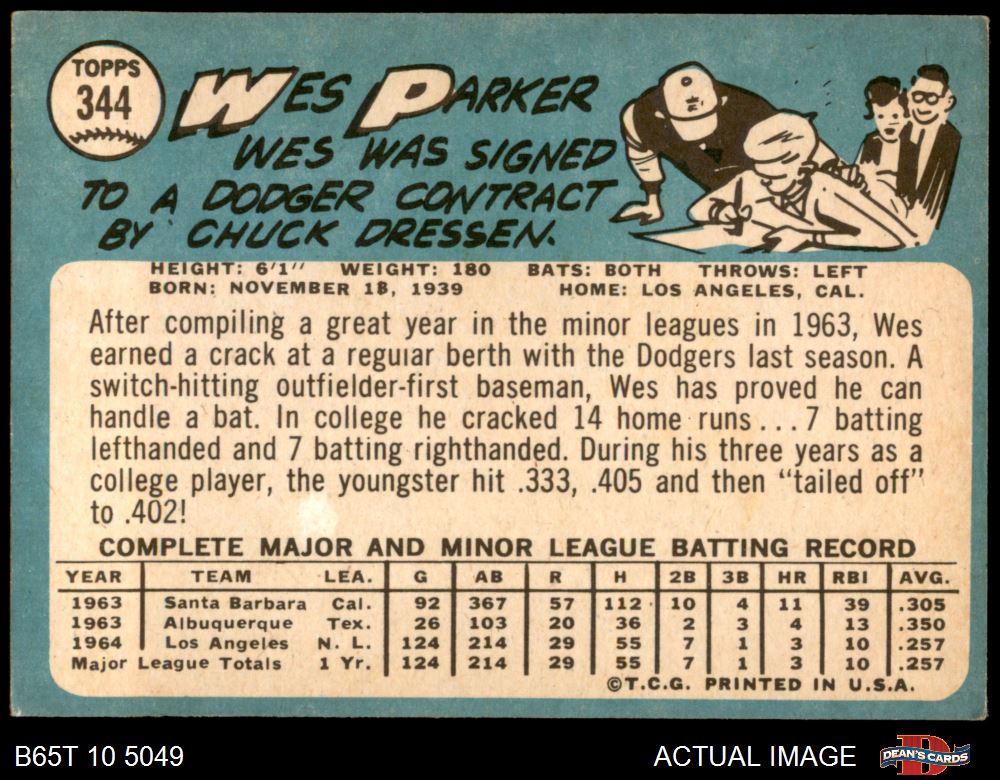 TOPPS
344
WES PARKER
WES WAS SIGNED
TO A DODGER CONTRACT
BY CHUCK DRESSEN.
HEIGHT: 6'1" WEIGHT: 180 BATS: BOTH THROWS: LEFT
BORN: NOVEMBER 18, 1939 HOME: LOS ANGELES, CAL.
After compiling a great year in the minor leagues in 1963, Wes
earned a crack at a regular berth with the Dodgers last season. A
switch-hitting outfielder-first baseman, Wes has proved he can
handle a bat. In college he cracked 14 home runs...7 batting
lefthanded and 7 batting righthanded. During his three years as a
college player, the youngster hit .333, .405 and then "tailed off"
to .402!
COMPLETE MAJOR AND MINOR LEAGUE BATTING RECORD
YEAR TEAM LEA. G AB R H 2B 3B HR RBI AVG.
1963 Santa Barbara Cal. 92 367 57 112 10 4 11 39 .305
1963 Albuquerque Tex. 26 103 20 36 2 3 4 13 .350
1964 Los Angeles N. L. 124 214 29 55 7 1 3 10 .257
Major League Totals 1 Yr. 124 214 29 55 7 1 3 10 .257
©T.C.G. PRINTED IN U.S.A.
B65T 10 5049 ACTUAL IMAGE D DEAN'S CARDS